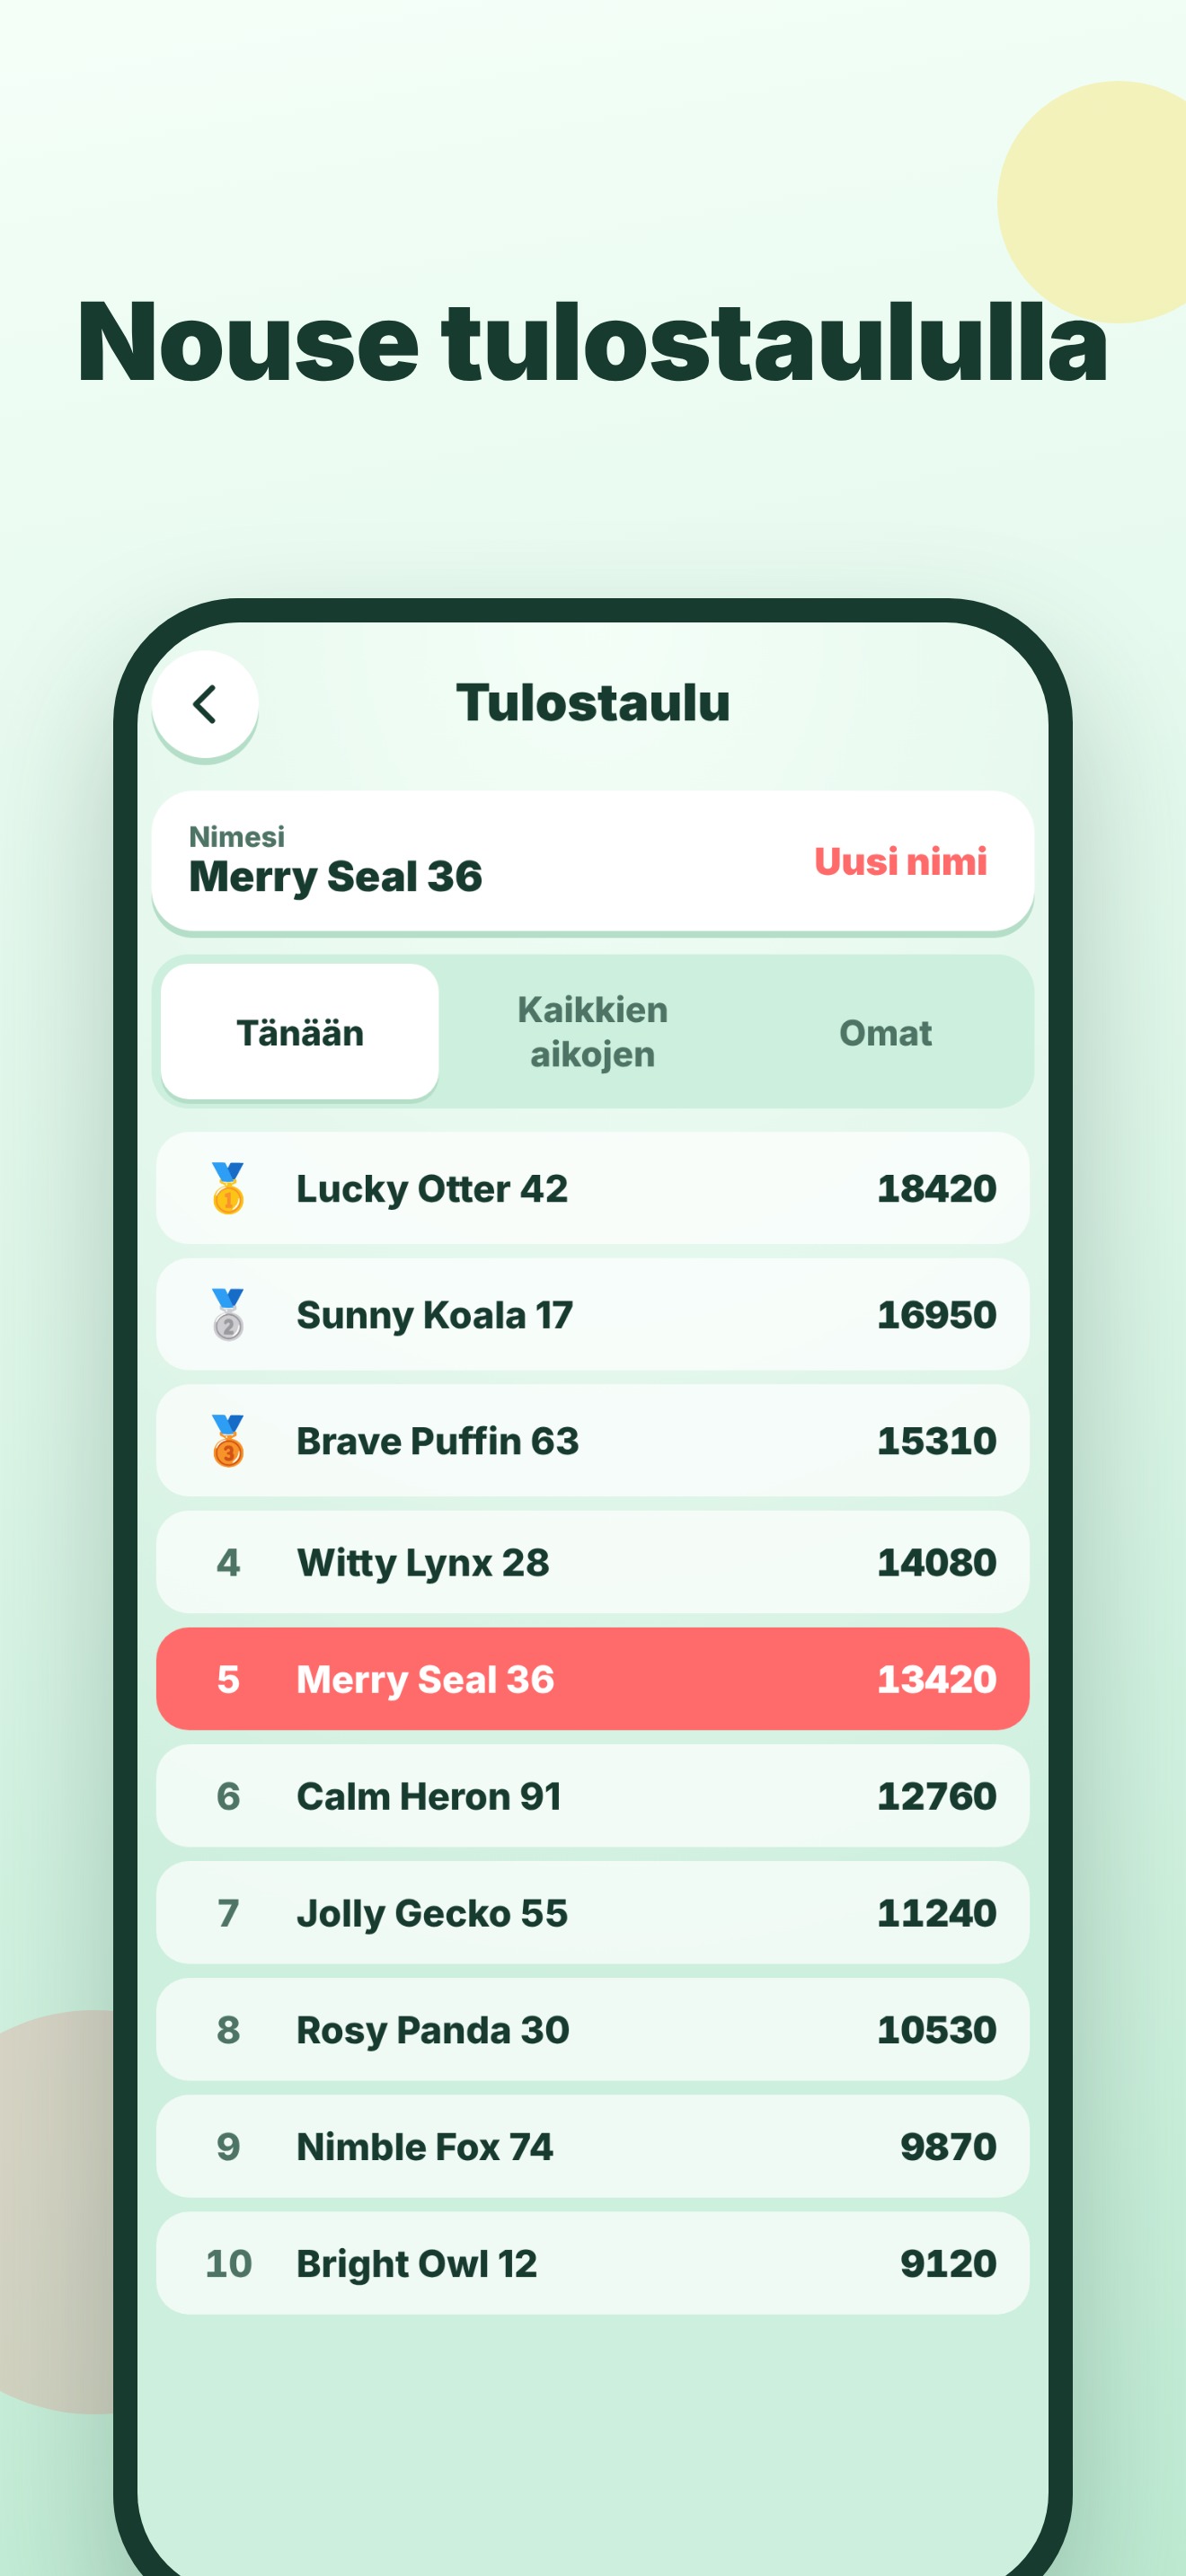 Nouse tulostaululla
Tulostaulu
Nimesi
Merry Seal 36
Uusi nimi
Tänään
Kaikkien
aikojen
Omat
1 Lucky Otter 42 18420
2 Sunny Koala 17 16950
3 Brave Puffin 63 15310
4 Witty Lynx 28 14080
5 Merry Seal 36 13420
6 Calm Heron 91 12760
7 Jolly Gecko 55 11240
8 Rosy Panda 30 10530
9 Nimble Fox 74 9870
10 Bright Owl 12 9120